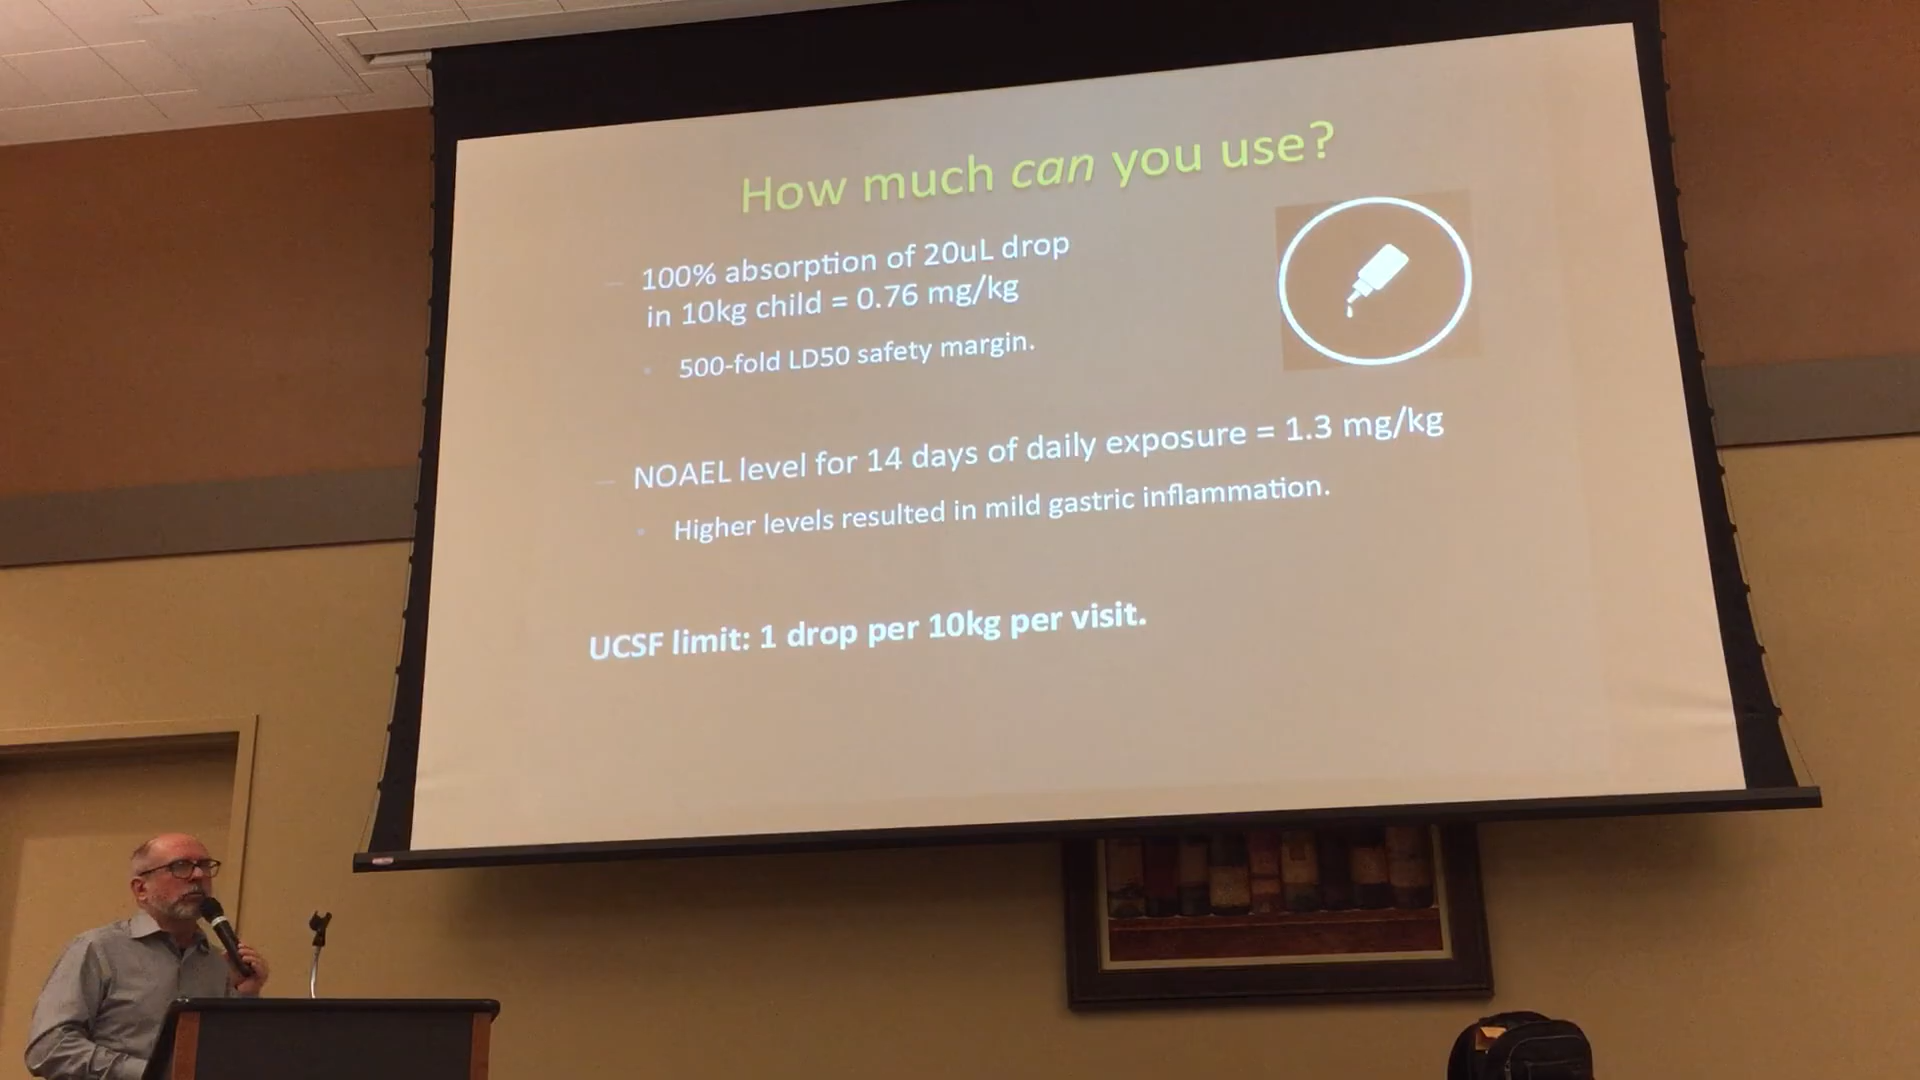 How much can you use?
– 100% absorption of 20uL drop
in 10kg child = 0.76 mg/kg
• 500-fold LD50 safety margin.
– NOAEL level for 14 days of daily exposure = 1.3 mg/kg
• Higher levels resulted in mild gastric inflammation.
UCSF limit: 1 drop per 10kg per visit.